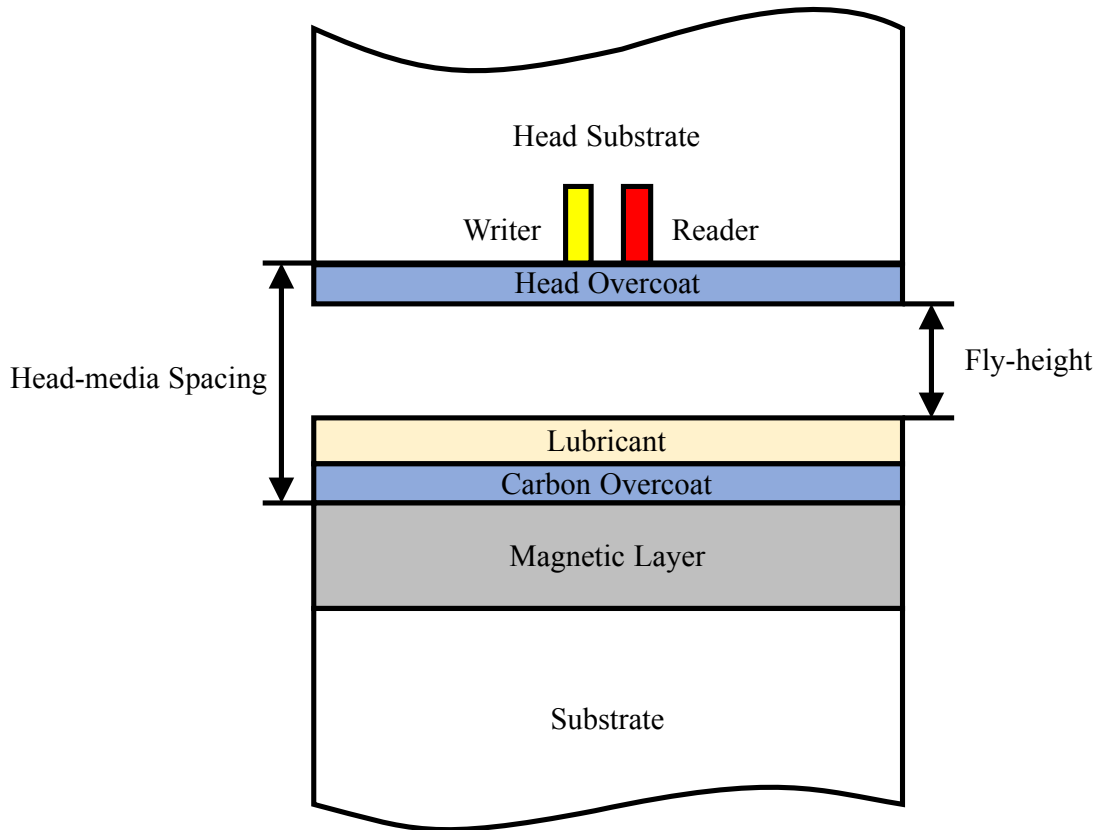 Head Substrate
Writer
Reader
Head Overcoat
Head-media Spacing
Fly-height
Lubricant
Carbon Overcoat
Magnetic Layer
Substrate